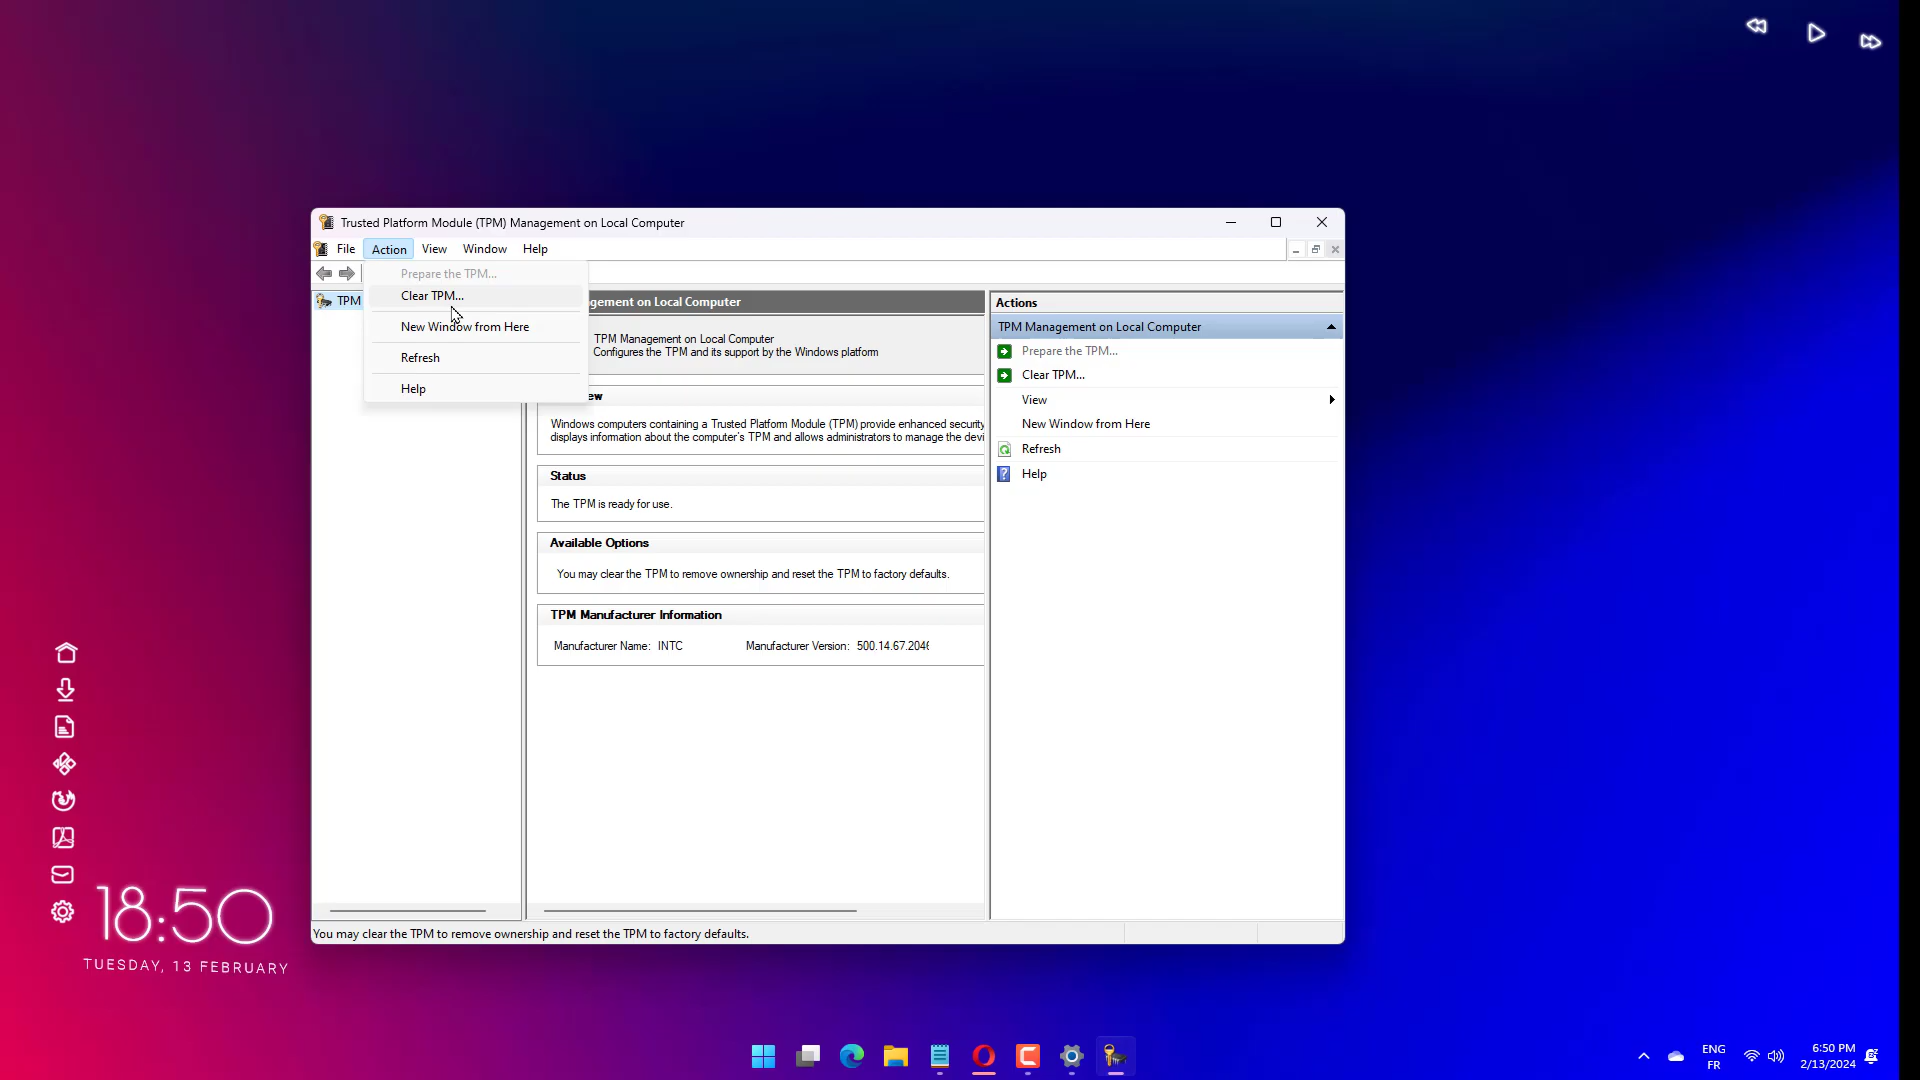 Trusted Platform Module (TPM) Management on Local Computer
File Action View Window Help
Prepare the TPM...
Clear TPM...
New Window from Here
Refresh
Help
TPM
gement on Local Computer
TPM Management on Local Computer
Configures the TPM and its support by the Windows platform
ew
Windows computers containing a Trusted Platform Module (TPM) provide enhanced security
displays information about the computer's TPM and allows administrators to manage the devi
Status
The TPM is ready for use.
Available Options
You may clear the TPM to remove ownership and reset the TPM to factory defaults.
TPM Manufacturer Information
Manufacturer Name: INTC Manufacturer Version: 500.14.67.2046
Actions
TPM Management on Local Computer
Prepare the TPM...
Clear TPM...
View
New Window from Here
Refresh
Help
You may clear the TPM to remove ownership and reset the TPM to factory defaults.
18:50
TUESDAY, 13 FEBRUARY
ENG
FR
6:50 PM
2/13/2024